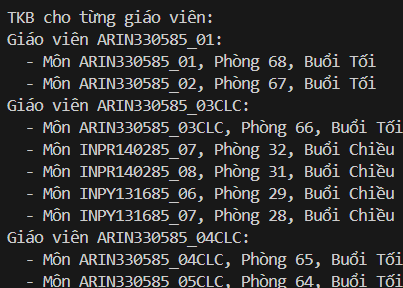 TKB cho từng giáo viên:
Giáo viên ARIN330585_01:
  - Môn ARIN330585_01, Phòng 68, Buổi Tối
  - Môn ARIN330585_02, Phòng 67, Buổi Tối
Giáo viên ARIN330585_03CLC:
  - Môn ARIN330585_03CLC, Phòng 66, Buổi Tối
  - Môn INPR140285_07, Phòng 32, Buổi Chiều
  - Môn INPR140285_08, Phòng 31, Buổi Chiều
  - Môn INPY131685_06, Phòng 29, Buổi Chiều
  - Môn INPY131685_07, Phòng 28, Buổi Chiều
Giáo viên ARIN330585_04CLC:
  - Môn ARIN330585_04CLC, Phòng 65, Buổi Tối
  - Môn ARIN330585_05CLC, Phòng 64, Buổi Tối